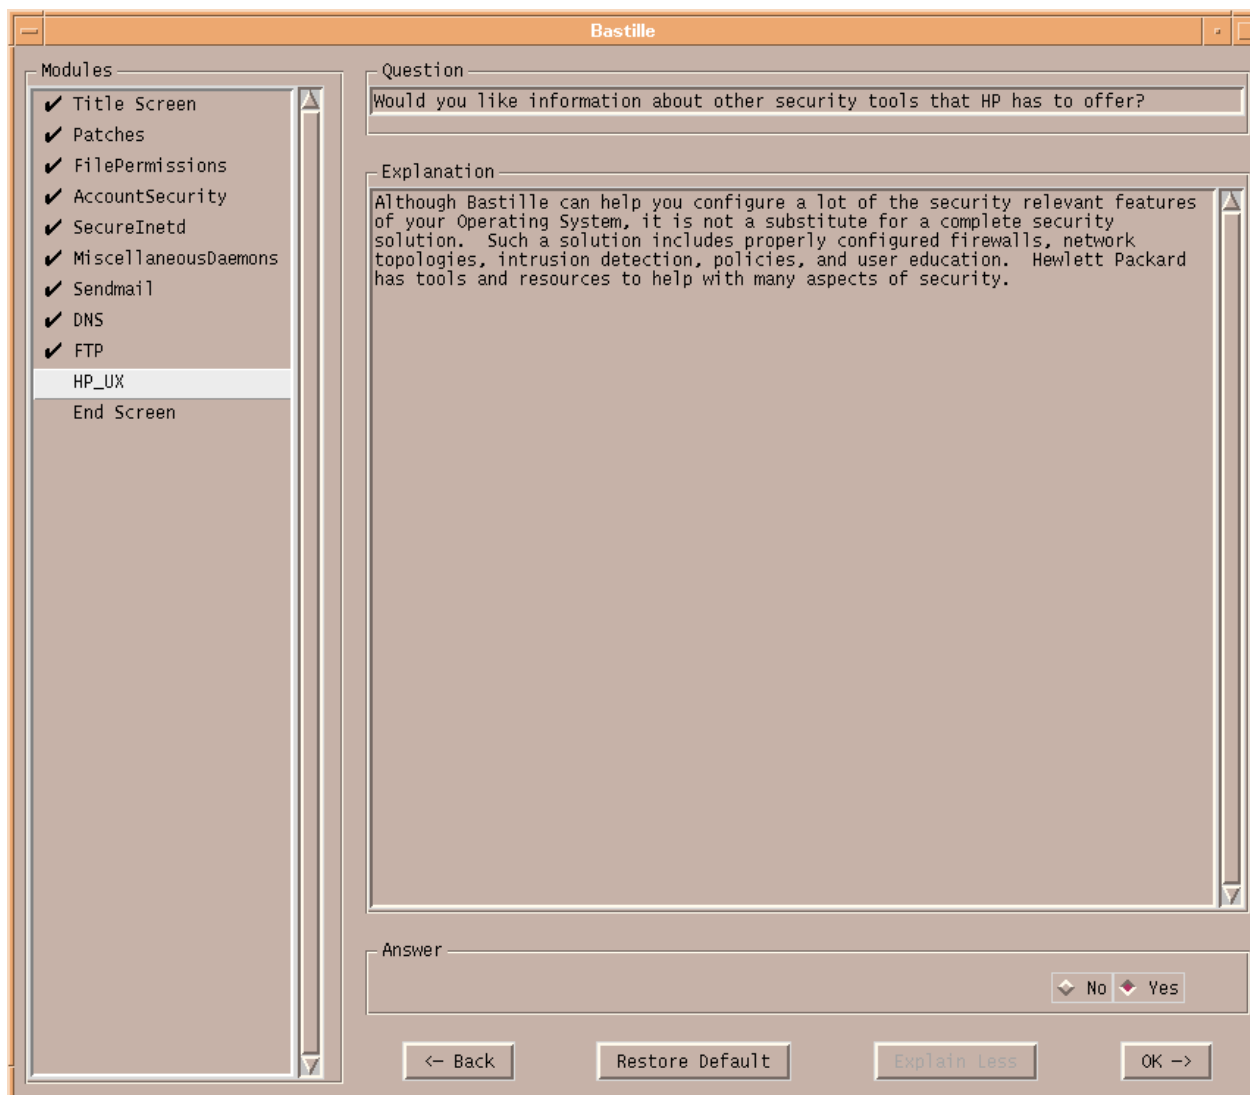 Bastille
Modules
✔ Title Screen
✔ Patches
✔ FilePermissions
✔ AccountSecurity
✔ SecureInetd
✔ MiscellaneousDaemons
✔ Sendmail
✔ DNS
✔ FTP
HP_UX
End Screen
Question
Would you like information about other security tools that HP has to offer?
Explanation
Although Bastille can help you configure a lot of the security relevant features
of your Operating System, it is not a substitute for a complete security
solution.  Such a solution includes properly configured firewalls, network
topologies, intrusion detection, policies, and user education.  Hewlett Packard
has tools and resources to help with many aspects of security.
Answer
No Yes
<- Back Restore Default Explain Less OK ->